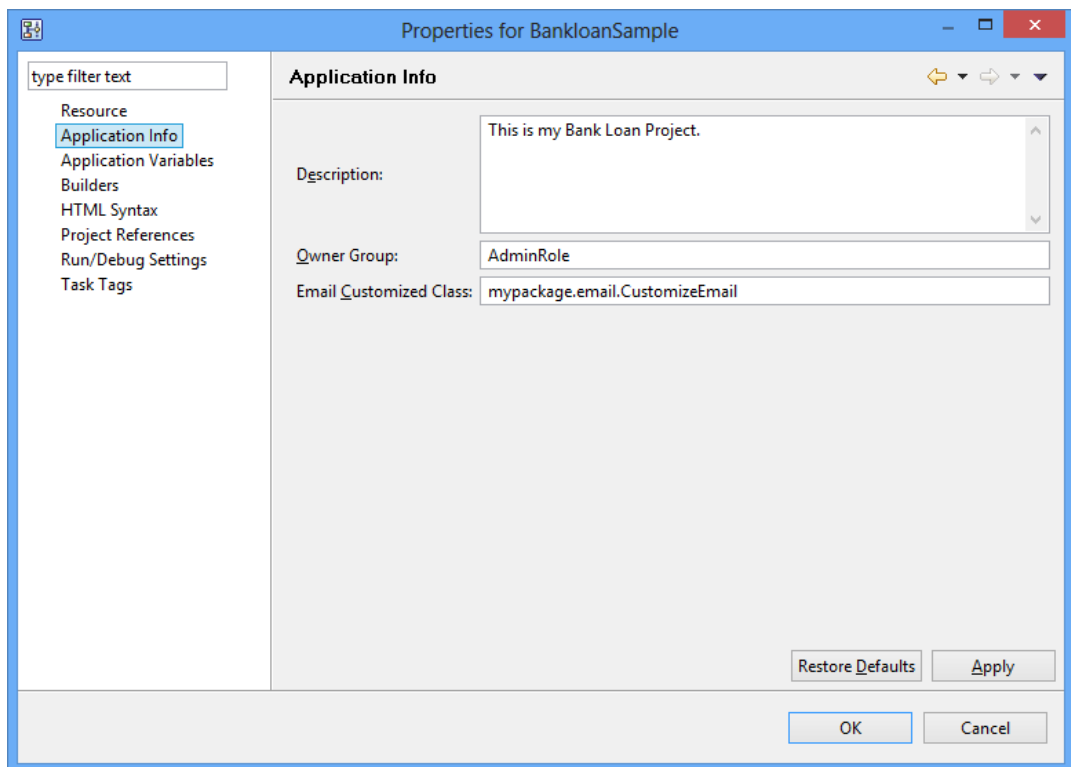 Properties for BankloanSample
type filter text
Resource
Application Info
Application Variables
Builders
HTML Syntax
Project References
Run/Debug Settings
Task Tags
Application Info
Description:
This is my Bank Loan Project.
Owner Group:
AdminRole
Email Customized Class:
mypackage.email.CustomizeEmail
Restore Defaults
Apply
OK
Cancel